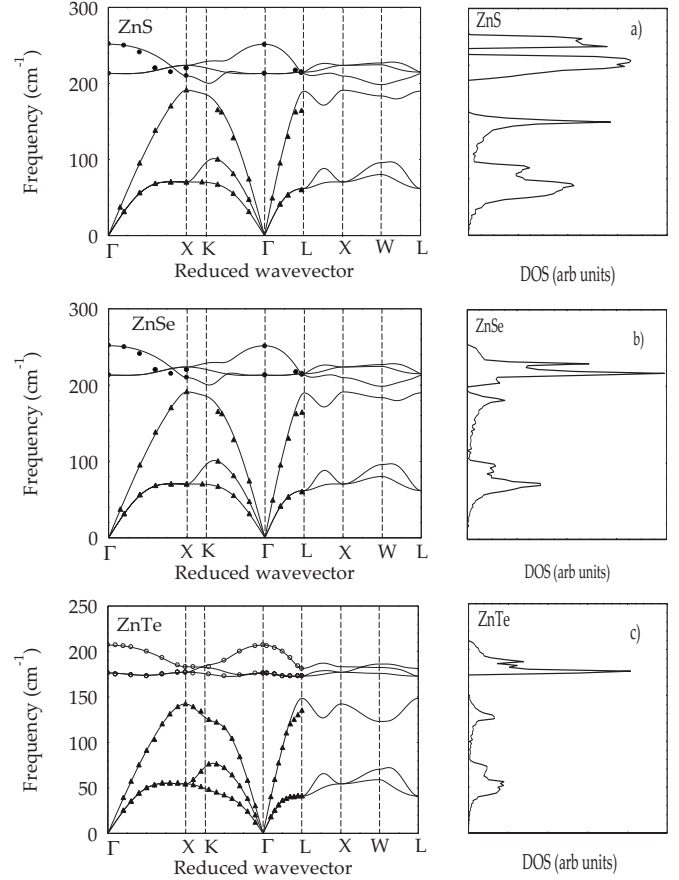 ZnS
300
200
100
0
Frequency (cm-1)
Γ X K Γ L X W L
Reduced wavevector
ZnS
a)
DOS (arb units)
ZnSe
300
200
100
0
Frequency (cm-1)
Γ X K Γ L X W L
Reduced wavevector
ZnSe
b)
DOS (arb units)
ZnTe
250
200
150
100
50
0
Frequency (cm-1)
Γ X K Γ L X W L
Reduced wavevector
ZnTe
c)
DOS (arb units)